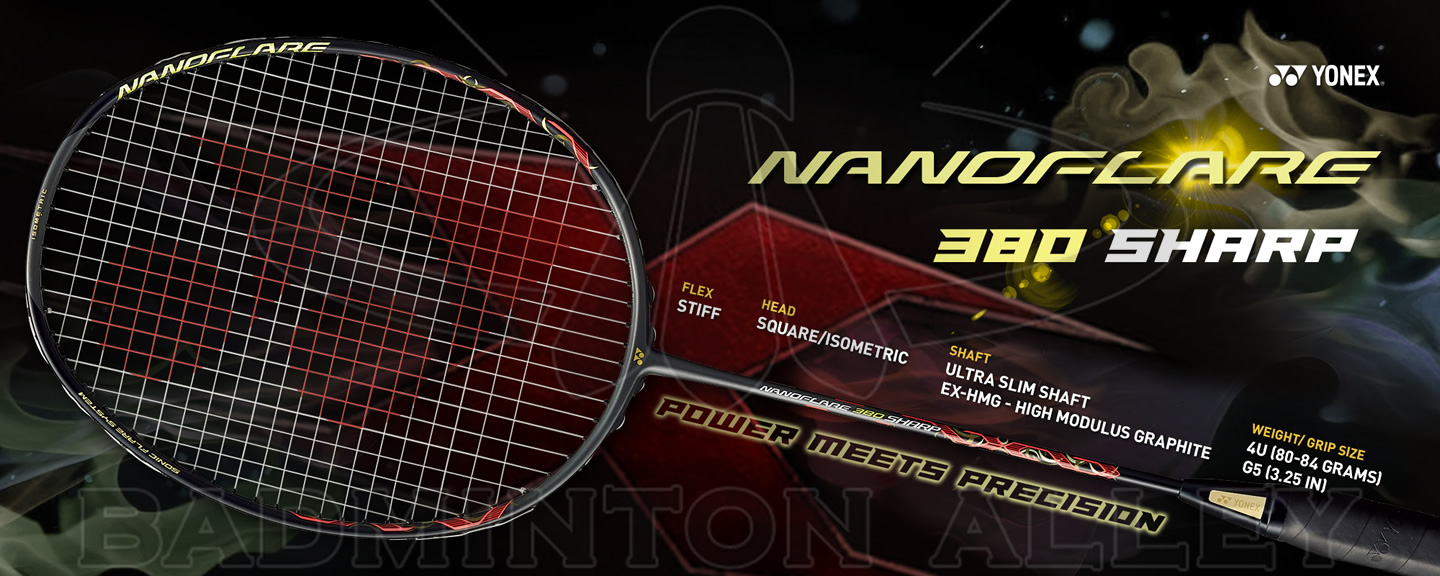 NANOFLARE
ISOMETRIC
SONIC FLARE SYSTEM
YONEX
NANOFLARE
380 SHARP
FLEX
STIFF
HEAD
SQUARE/ISOMETRIC
SHAFT
ULTRA SLIM SHAFT
EX-HMG - HIGH MODULUS GRAPHITE
WEIGHT/ GRIP SIZE
4U (80-84 GRAMS)
G5 (3.25 IN)
NANOFLARE 380 SHARP
POWER MEETS PRECISION
YONEX
BADMINTON ALLEY